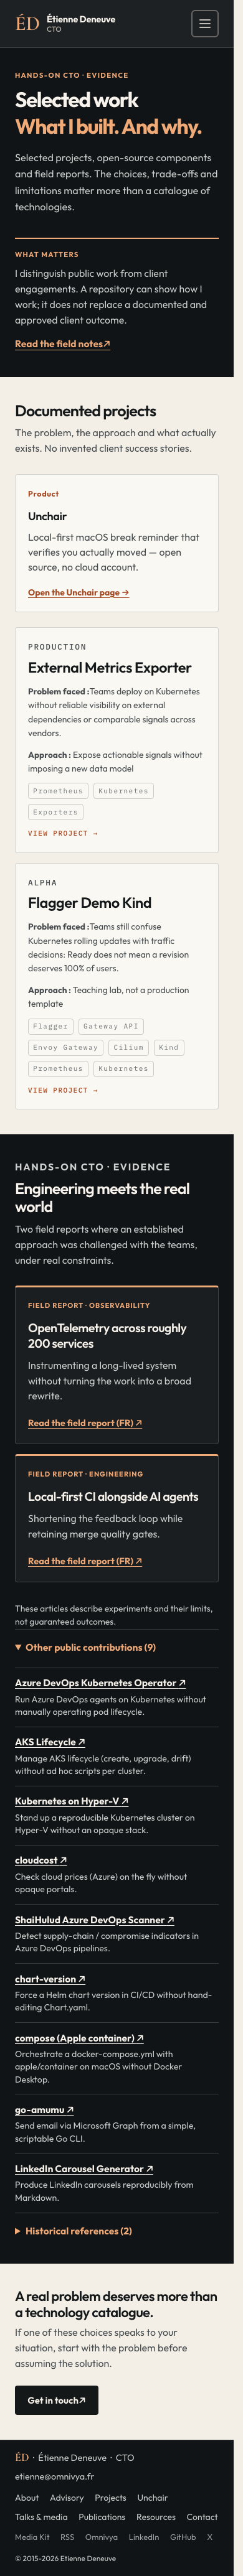 ÉD Étienne Deneuve
CTO
HANDS-ON CTO · EVIDENCE
Selected work
What I built. And why.
Selected projects, open-source components
and field reports. The choices, trade-offs and
limitations matter more than a catalogue of
technologies.
WHAT MATTERS
I distinguish public work from client
engagements. A repository can show how I
work; it does not replace a documented and
approved client outcome.
Read the field notes↗
Documented projects
The problem, the approach and what actually
exists. No invented client success stories.
Product
Unchair
Local-first macOS break reminder that
verifies you actually moved — open
source, no cloud account.
Open the Unchair page →
PRODUCTION
External Metrics Exporter
Problem faced :Teams deploy on Kubernetes
without reliable visibility on external
dependencies or comparable signals across
vendors.
Approach : Expose actionable signals without
imposing a new data model
Prometheus Kubernetes
Exporters
VIEW PROJECT →
ALPHA
Flagger Demo Kind
Problem faced :Teams still confuse
Kubernetes rolling updates with traffic
decisions: Ready does not mean a revision
deserves 100% of users.
Approach : Teaching lab, not a production
template
Flagger Gateway API
Envoy Gateway Cilium Kind
Prometheus Kubernetes
VIEW PROJECT →
HANDS-ON CTO · EVIDENCE
Engineering meets the real
world
Two field reports where an established
approach was challenged with the teams,
under real constraints.
FIELD REPORT · OBSERVABILITY
OpenTelemetry across roughly
200 services
Instrumenting a long-lived system
without turning the work into a broad
rewrite.
Read the field report (FR) ↗
FIELD REPORT · ENGINEERING
Local-first CI alongside AI agents
Shortening the feedback loop while
retaining merge quality gates.
Read the field report (FR) ↗
These articles describe experiments and their limits,
not guaranteed outcomes.
▼ Other public contributions (9)
Azure DevOps Kubernetes Operator ↗
Run Azure DevOps agents on Kubernetes without
manually operating pod lifecycle.
AKS Lifecycle ↗
Manage AKS lifecycle (create, upgrade, drift)
without ad hoc scripts per cluster.
Kubernetes on Hyper-V ↗
Stand up a reproducible Kubernetes cluster on
Hyper-V without an opaque stack.
cloudcost ↗
Check cloud prices (Azure) on the fly without
opaque portals.
ShaiHulud Azure DevOps Scanner ↗
Detect supply-chain / compromise indicators in
Azure DevOps pipelines.
chart-version ↗
Force a Helm chart version in CI/CD without hand-
editing Chart.yaml.
compose (Apple container) ↗
Orchestrate a docker-compose.yml with
apple/container on macOS without Docker
Desktop.
go-amumu ↗
Send email via Microsoft Graph from a simple,
scriptable Go CLI.
LinkedIn Carousel Generator ↗
Produce LinkedIn carousels reproducibly from
Markdown.
▶ Historical references (2)
A real problem deserves more than
a technology catalogue.
If one of these choices speaks to your
situation, start with the problem before
assuming the solution.
Get in touch↗
ÉD · Étienne Deneuve · CTO
etienne@omnivya.fr
About Advisory Projects Unchair
Talks & media Publications Resources Contact
Media Kit RSS Omnivya LinkedIn GitHub X
© 2015-2026 Etienne Deneuve